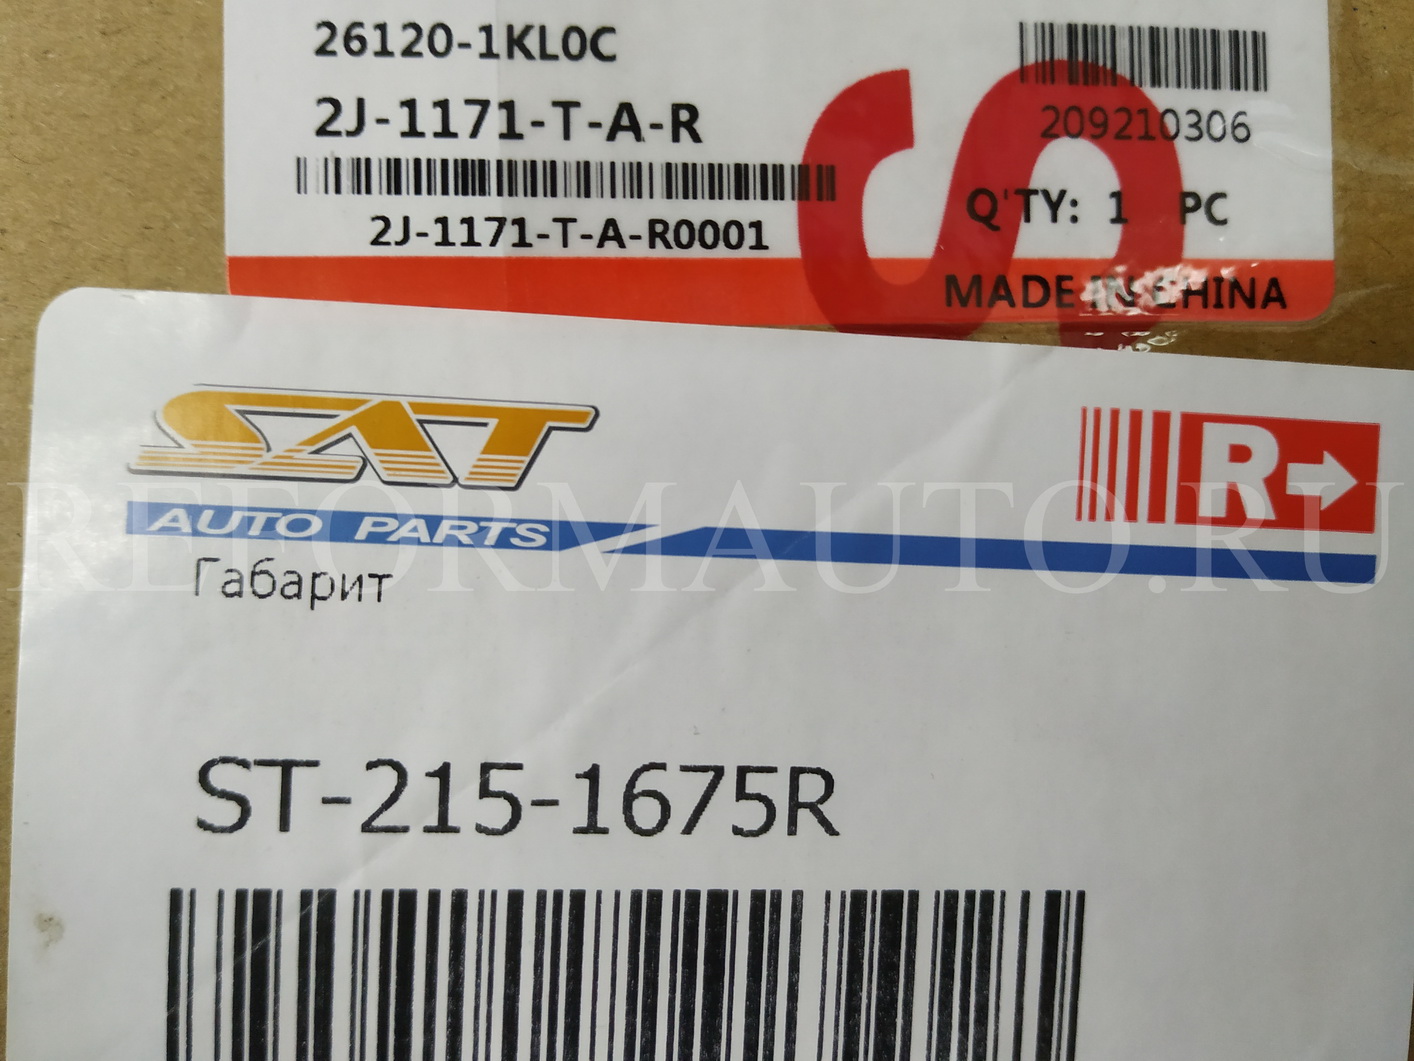 26120-1KL0C
2J-1171-T-A-R
209210306
2J-1171-T-A-R0001
Q'TY: 1 PC
MADE IN CHINA
S
SAT
AUTO PARTS
R
REFORMAUTO.RU
Габарит
ST-215-1675R